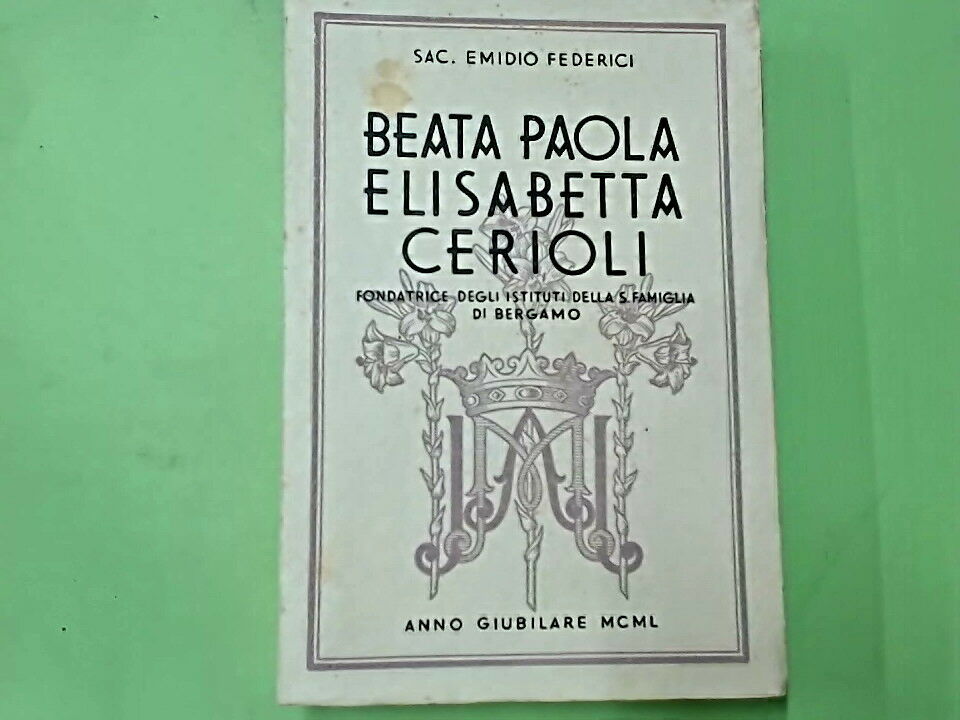 SAC. EMIDIO FEDERICI
BEATA PAOLA
ELISABETTA
CERIOLI
FONDATRICE DEGLI ISTITUTI DELLA S. FAMIGLIA
DI BERGAMO
ANNO GIUBILARE MCML